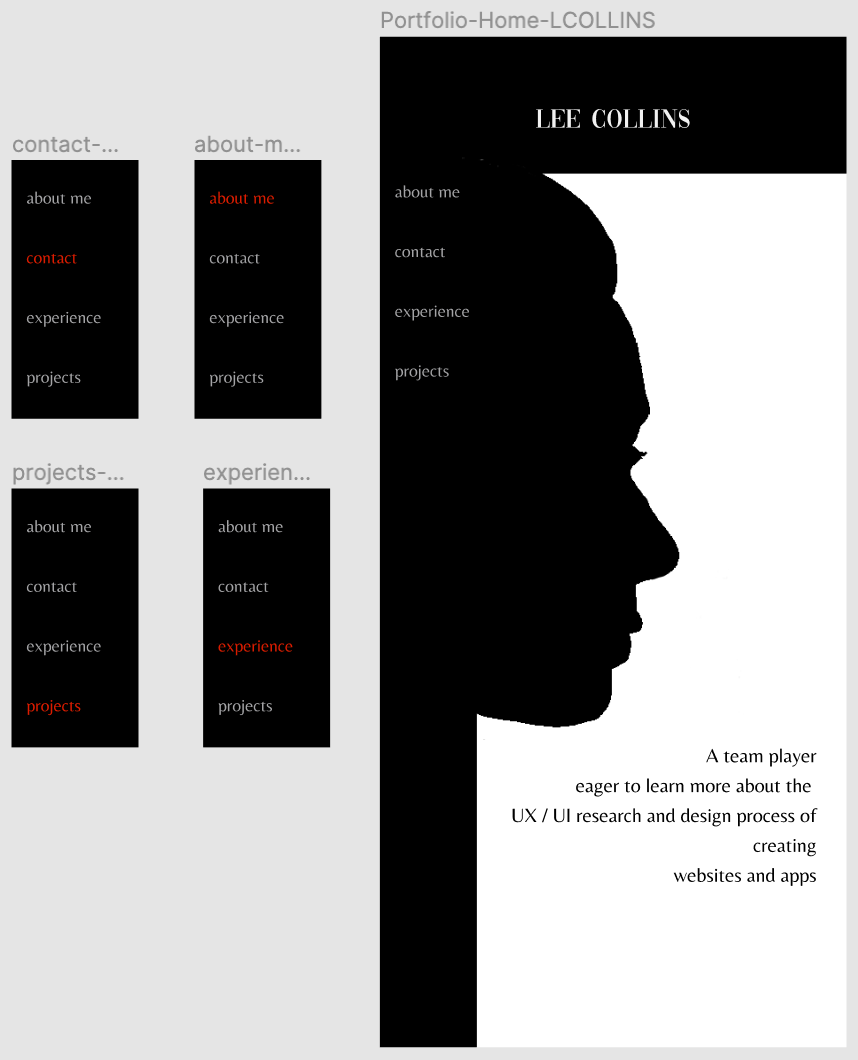 Portfolio-Home-LCOLLINS
LEE COLLINS
contact-...
about me
contact
experience
projects
about-m...
about me
contact
experience
projects
about me
contact
experience
projects
projects-...
about me
contact
experience
projects
experien...
about me
contact
experience
projects
A team player
eager to learn more about the
UX / UI research and design process of
creating
websites and apps